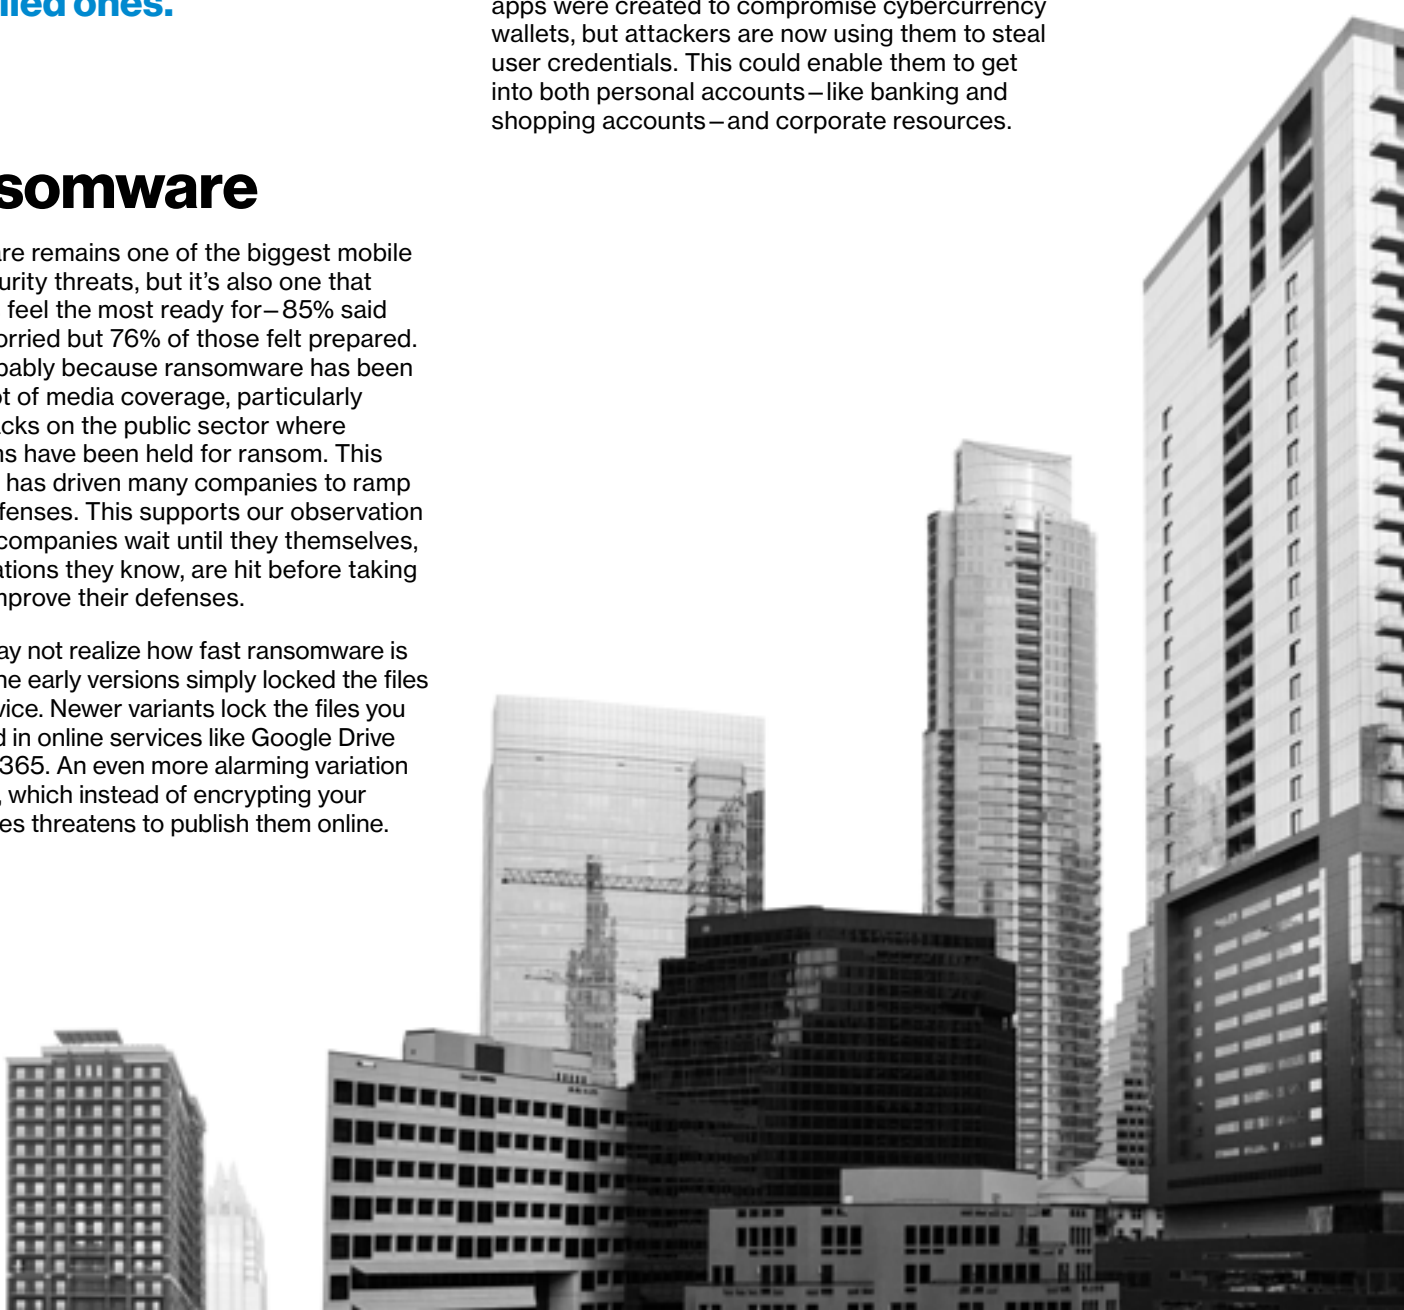 lled ones.
somware
re remains one of the biggest mobile
urity threats, but it's also one that
feel the most ready for—85% said
orried but 76% of those felt prepared.
bably because ransomware has been
ot of media coverage, particularly
cks on the public sector where
ns have been held for ransom. This
has driven many companies to ramp
fenses. This supports our observation
companies wait until they themselves,
ations they know, are hit before taking
mprove their defenses.
ay not realize how fast ransomware is
he early versions simply locked the files
vice. Newer variants lock the files you
d in online services like Google Drive
365. An even more alarming variation
, which instead of encrypting your
es threatens to publish them online.
apps were created to compromise cybercurrency
wallets, but attackers are now using them to steal
user credentials. This could enable them to get
into both personal accounts—like banking and
shopping accounts—and corporate resources.